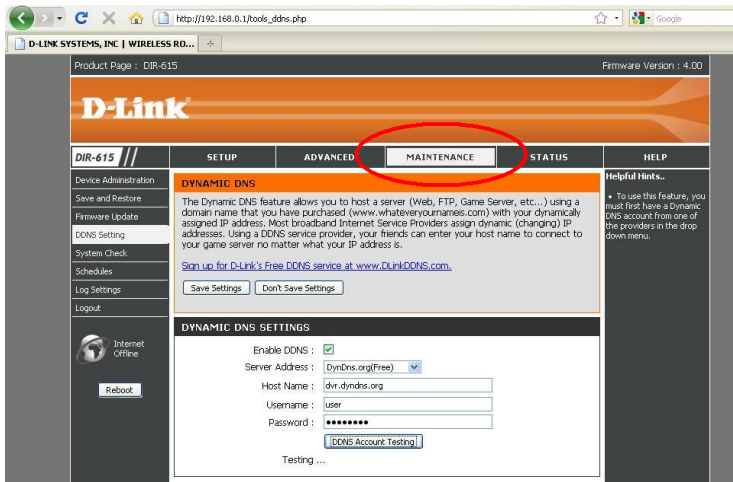 http://192.168.0.1/tools_ddns.php
Google
D-LINK SYSTEMS, INC | WIRELESS RO...
Product Page : DIR-615
Firmware Version : 4.00
D-Link
DIR-615
SETUP
ADVANCED
MAINTENANCE
STATUS
HELP
Device Administration
Save and Restore
Firmware Update
DDNS Setting
System Check
Schedules
Log Settings
Logout
Internet
Offline
Reboot
DYNAMIC DNS
The Dynamic DNS feature allows you to host a server (Web, FTP, Game Server, etc...) using a
domain name that you have purchased (www.whateveryournameis.com) with your dynamically
assigned IP address. Most broadband Internet Service Providers assign dynamic (changing) IP
addresses. Using a DDNS service provider, your friends can enter your host name to connect to
your game server no matter what your IP address is.
Sign up for D-Link's Free DDNS service at www.DLinkDDNS.com.
Save Settings
Don't Save Settings
DYNAMIC DNS SETTINGS
Enable DDNS :
Server Address : DynDns.org(Free)
Host Name : dvr.dyndns.org
Username : user
Password : ••••••••
DDNS Account Testing
Testing ...
Helpful Hints..
• To use this feature, you
must first have a Dynamic
DNS account from one of
the providers in the drop
down menu.